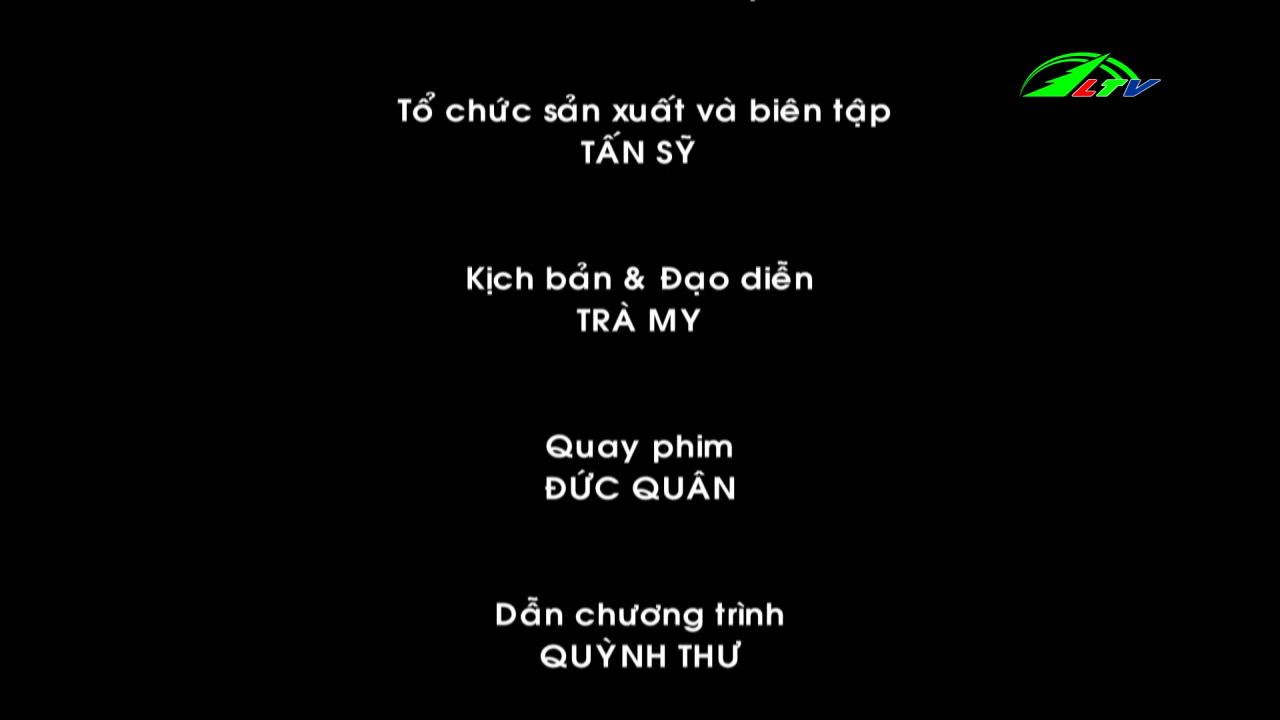 LTV
Tổ chức sản xuất và biên tập
TẤN SỸ
Kịch bản & Đạo diễn
TRÀ MY
Quay phim
ĐỨC QUÂN
Dẫn chương trình
QUỲNH THƯ